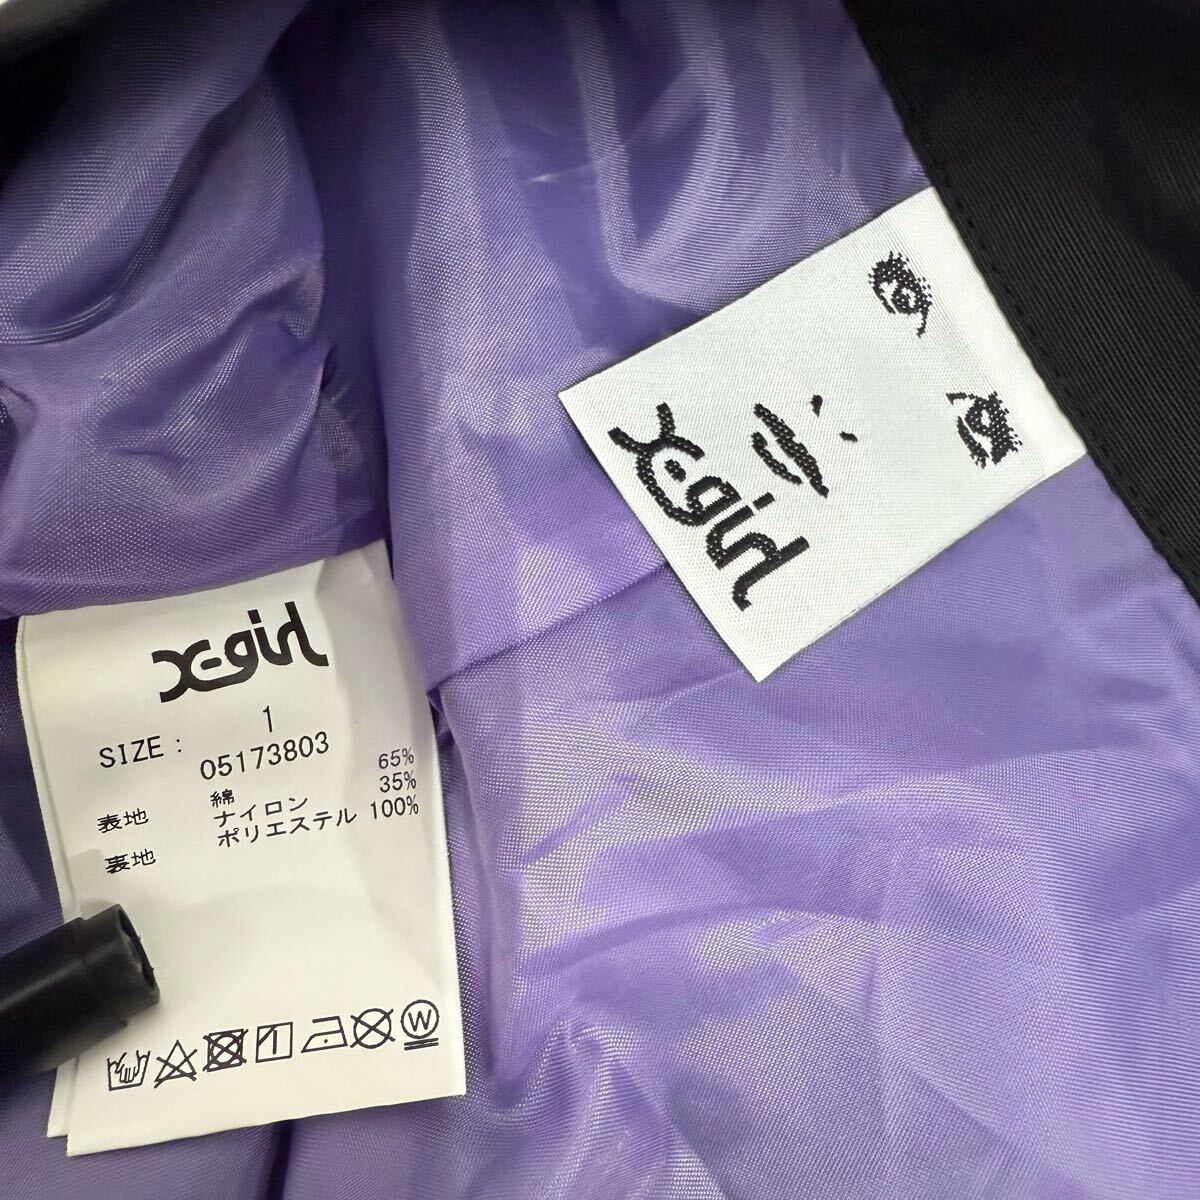 X-girl
X-girl
SIZE : 1
05173803
表地 綿 65%
ナイロン 35%
裏地 ポリエステル 100%
W